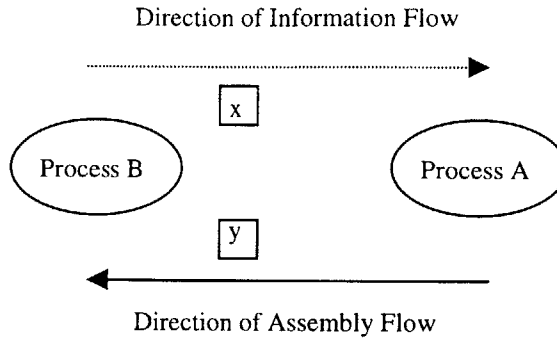 Direction of Information Flow
x
Process B
Process A
y
Direction of Assembly Flow